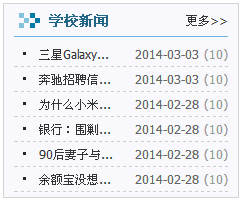 学校新闻 更多>>
三星Galaxy... 2014-03-03 (10)
奔驰招聘信... 2014-03-03 (10)
为什么小米... 2014-02-28 (10)
银行：围剿... 2014-02-28 (10)
90后妻子与... 2014-02-28 (10)
余额宝没想... 2014-02-28 (10)